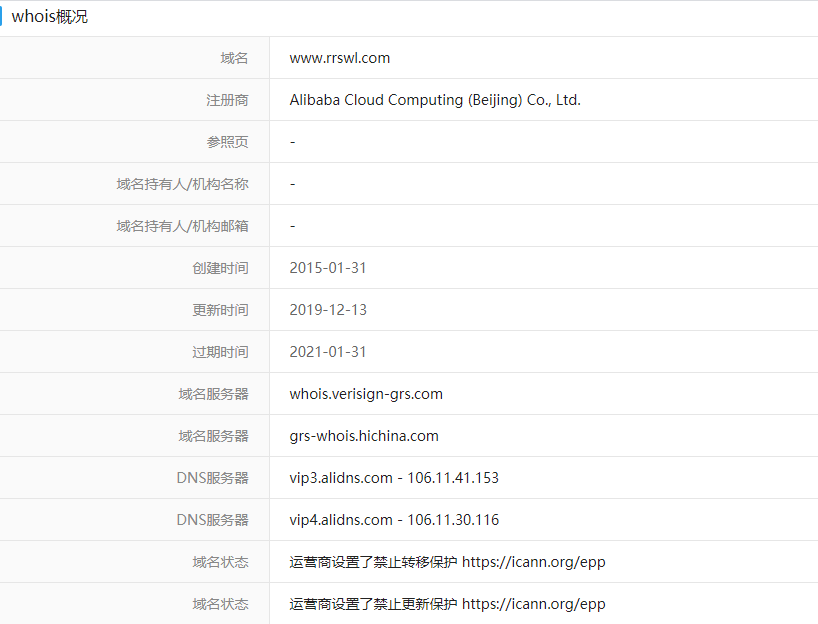 whois概况
域名 www.rrswl.com
注册商 Alibaba Cloud Computing (Beijing) Co., Ltd.
参照页 -
域名持有人/机构名称 -
域名持有人/机构邮箱 -
创建时间 2015-01-31
更新时间 2019-12-13
过期时间 2021-01-31
域名服务器 whois.verisign-grs.com
域名服务器 grs-whois.hichina.com
DNS服务器 vip3.alidns.com - 106.11.41.153
DNS服务器 vip4.alidns.com - 106.11.30.116
域名状态 运营商设置了禁止转移保护 https://icann.org/epp
域名状态 运营商设置了禁止更新保护 https://icann.org/epp